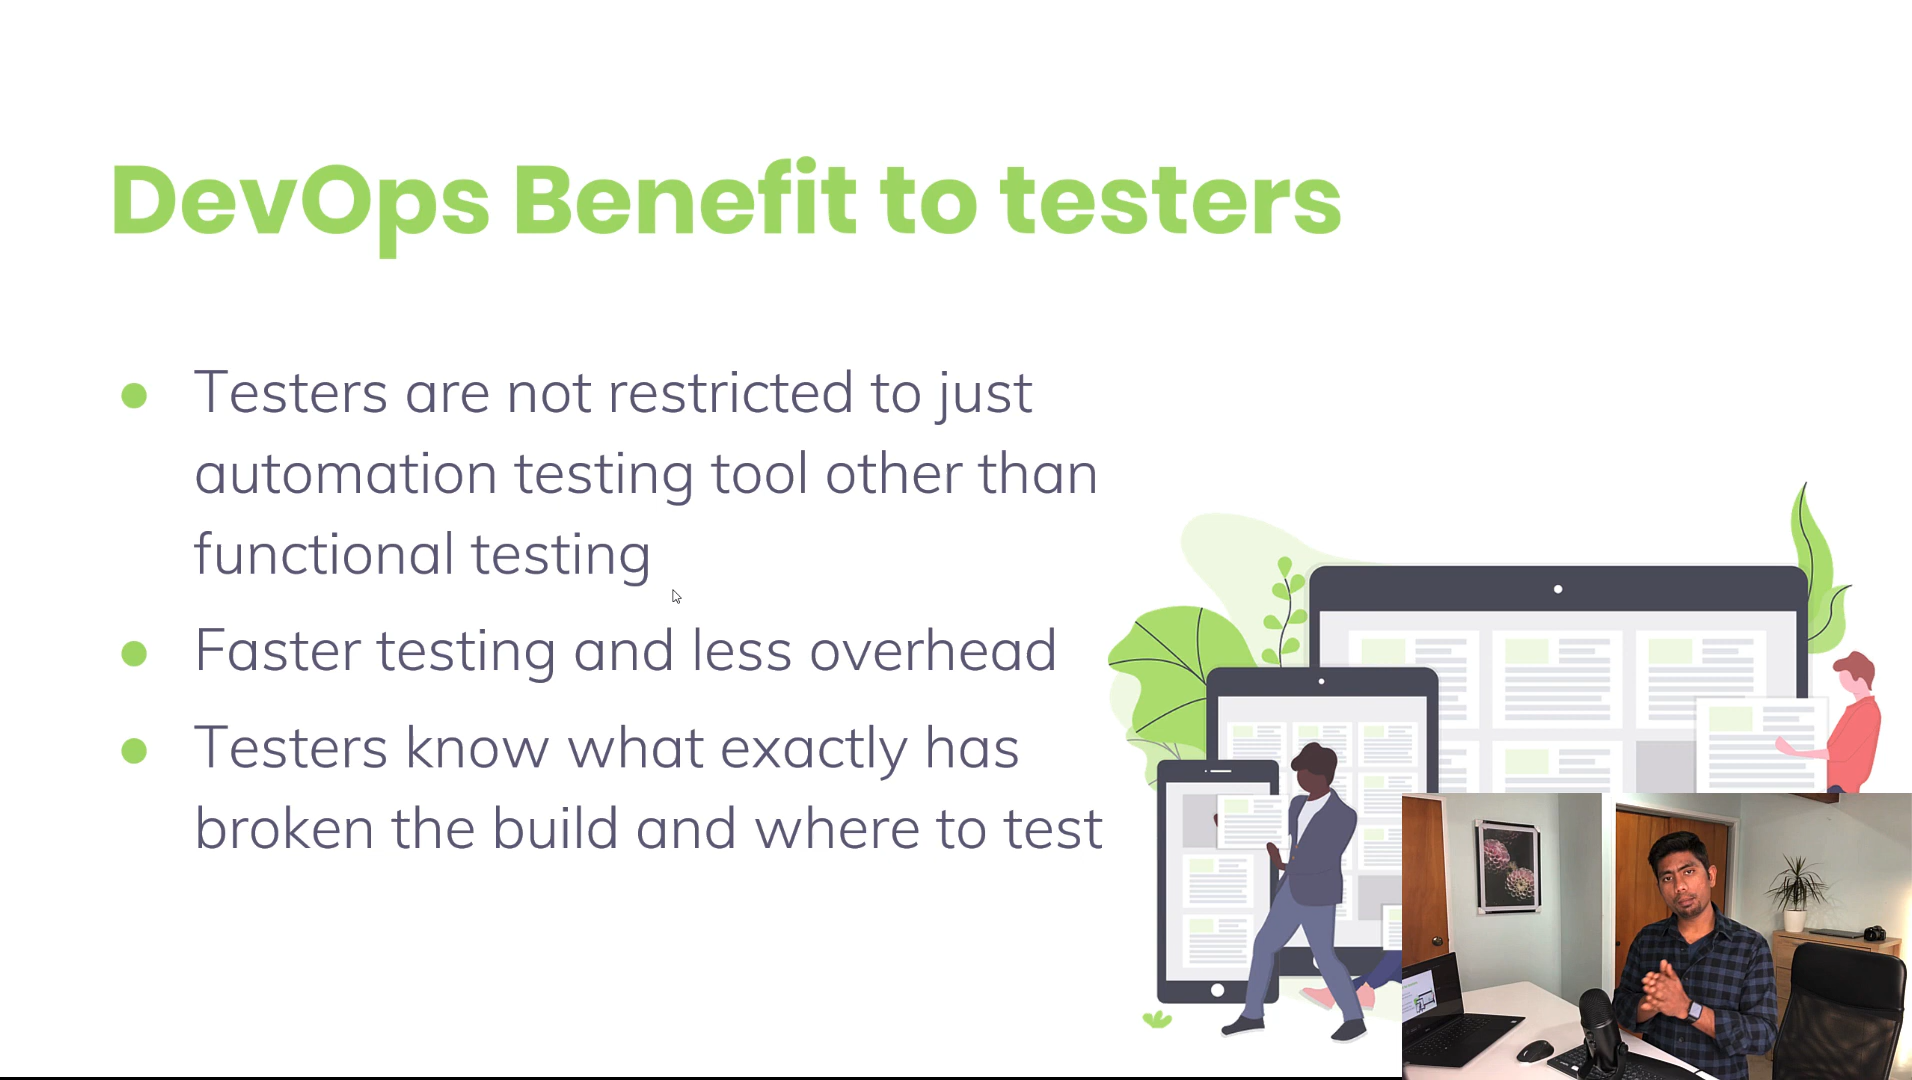 DevOps Benefit to testers
Testers are not restricted to just
automation testing tool other than
functional testing
Faster testing and less overhead
Testers know what exactly has
broken the build and where to test